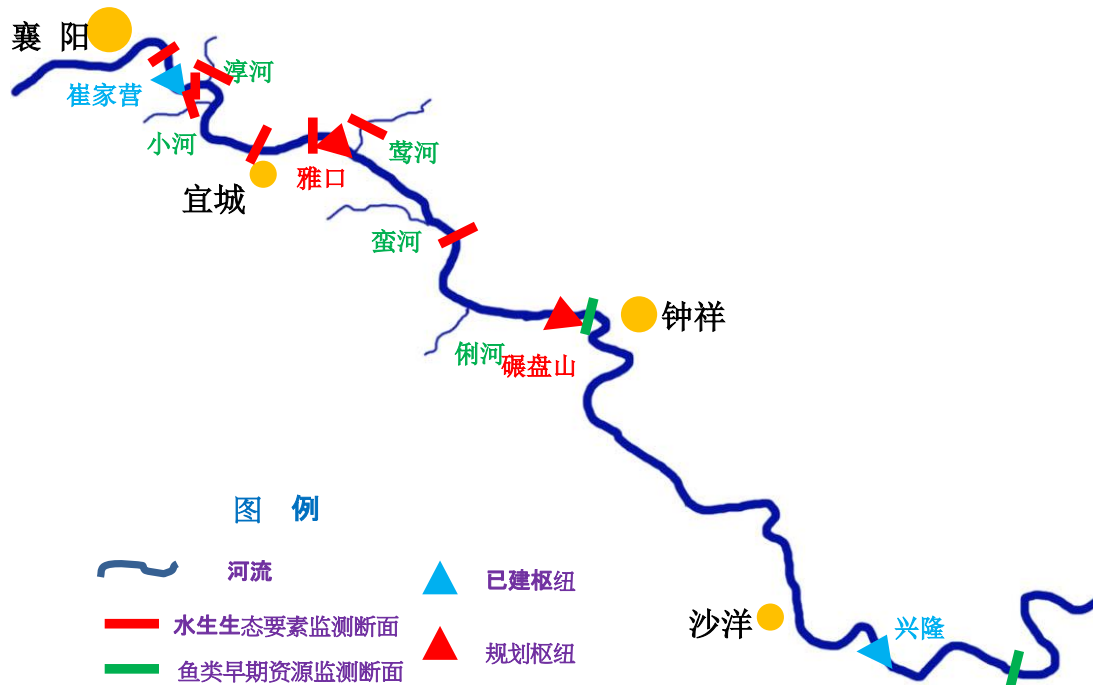 襄 阳
淳河
崔家营
小河
莺河
雅口
宜城
蛮河
钟祥
俐河
碾盘山
图 例
河流
已建枢纽
水生生态要素监测断面
规划枢纽
鱼类早期资源监测断面
沙洋
兴隆